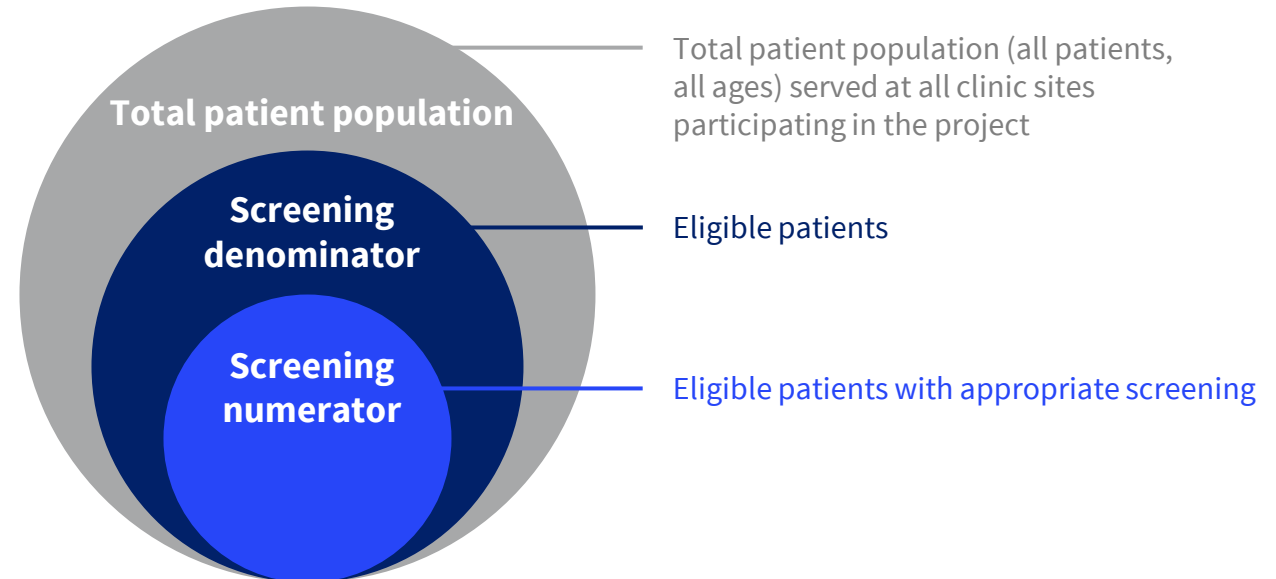 Total patient population
Total patient population (all patients,
all ages) served at all clinic sites
participating in the project
Screening
denominator
Eligible patients
Screening
numerator
Eligible patients with appropriate screening